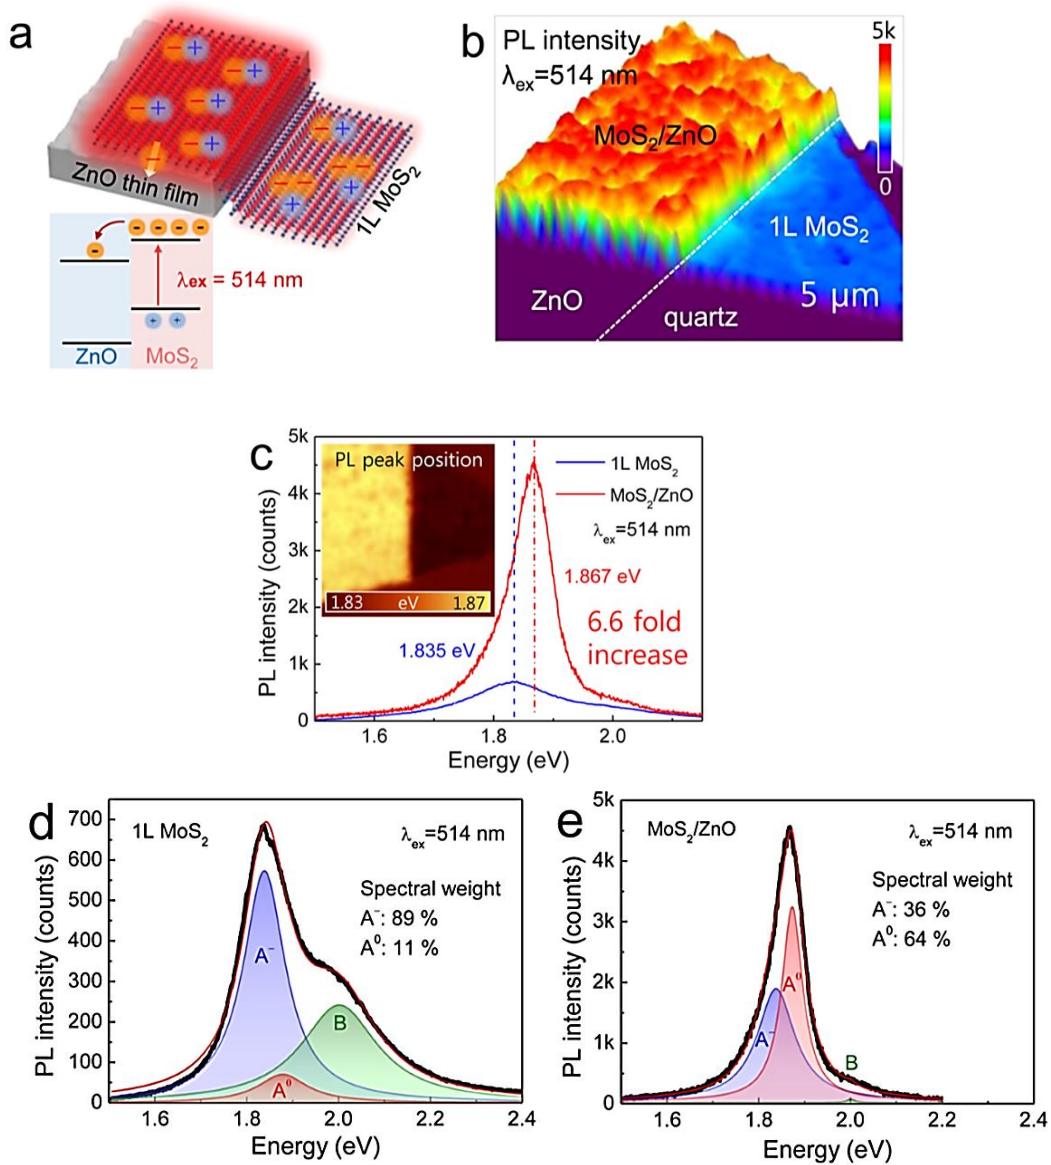 a
ZnO thin film
1L MoS₂
λex = 514 nm
ZnO
MoS₂
b
PL intensity
λex=514 nm
5k
0
MoS₂/ZnO
1L MoS₂
5 μm
ZnO
quartz
c
PL peak position
1.83 eV 1.87
1L MoS₂
MoS₂/ZnO
λex=514 nm
1.867 eV
1.835 eV
6.6 fold
increase
5k
4k
3k
2k
1k
0
PL intensity (counts)
1.6 1.8 2.0
Energy (eV)
d
1L MoS₂
λex=514 nm
Spectral weight
A⁻: 89 %
A⁰: 11 %
A⁻
B
A⁰
700
600
500
400
300
200
100
0
PL intensity (counts)
1.6 1.8 2.0 2.2 2.4
Energy (eV)
e
MoS₂/ZnO
λex=514 nm
Spectral weight
A⁻: 36 %
A⁰: 64 %
A⁰
A⁻
B
5k
4k
3k
2k
1k
0
PL intensity (counts)
1.6 1.8 2.0 2.2 2.4
Energy (eV)